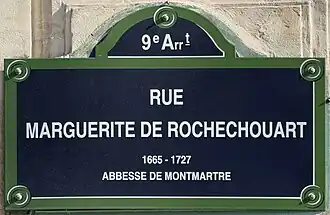 9e Arrt
RUE
MARGUERITE DE ROCHECHOUART
1665 - 1727
ABBESSE DE MONTMARTRE